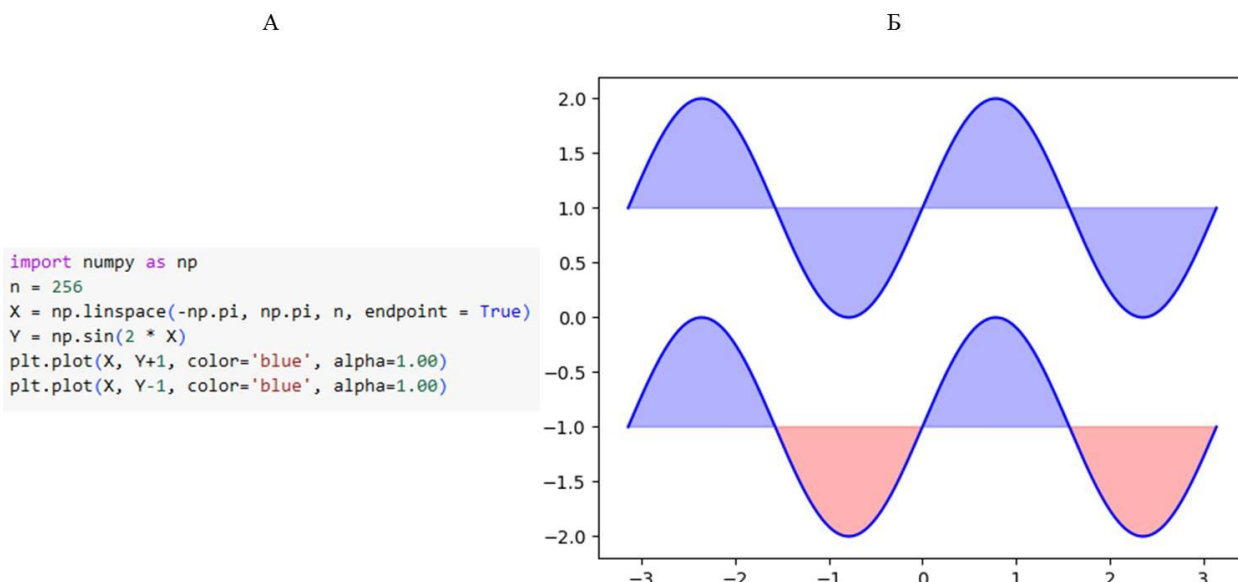 А
Б
import numpy as np
n = 256
X = np.linspace(-np.pi, np.pi, n, endpoint = True)
Y = np.sin(2 * X)
plt.plot(X, Y+1, color='blue', alpha=1.00)
plt.plot(X, Y-1, color='blue', alpha=1.00)
2.0
1.5
1.0
0.5
0.0
−0.5
−1.0
−1.5
−2.0
−3 −2 −1 0 1 2 3